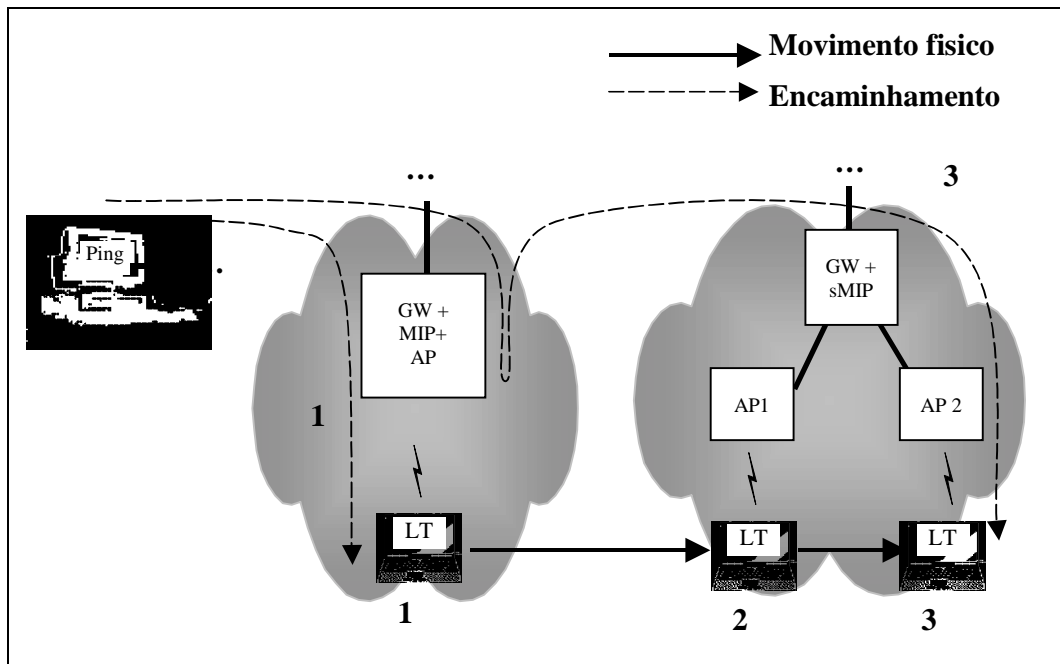 Movimento fisico
Encaminhamento
...
...
3
Ping
.
GW +
MIP+
AP
GW +
sMIP
AP1
AP 2
1
LT
LT
LT
1
2
3